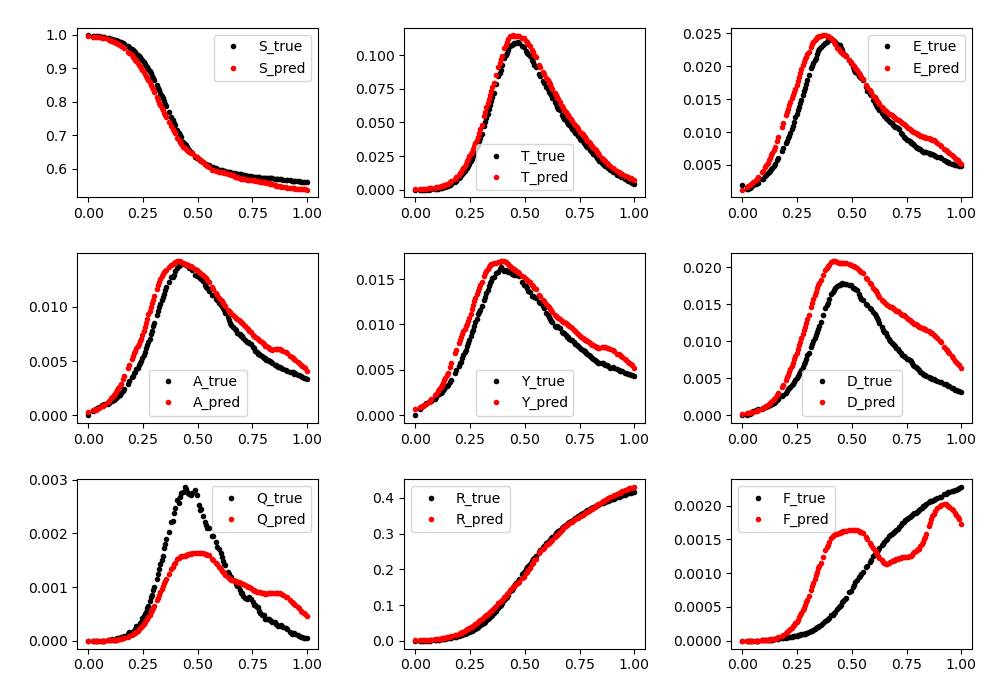 1.0
0.9
0.8
0.7
0.6
S_true
S_pred
0.00 0.25 0.50 0.75 1.00
0.100
0.075
0.050
0.025
0.000
T_true
T_pred
0.00 0.25 0.50 0.75 1.00
0.025
0.020
0.015
0.010
0.005
E_true
E_pred
0.00 0.25 0.50 0.75 1.00
0.010
0.005
0.000
A_true
A_pred
0.00 0.25 0.50 0.75 1.00
0.015
0.010
0.005
0.000
Y_true
Y_pred
0.00 0.25 0.50 0.75 1.00
0.020
0.015
0.010
0.005
0.000
D_true
D_pred
0.00 0.25 0.50 0.75 1.00
0.003
0.002
0.001
0.000
Q_true
Q_pred
0.00 0.25 0.50 0.75 1.00
0.4
0.3
0.2
0.1
0.0
R_true
R_pred
0.00 0.25 0.50 0.75 1.00
0.0020
0.0015
0.0010
0.0005
0.0000
F_true
F_pred
0.00 0.25 0.50 0.75 1.00